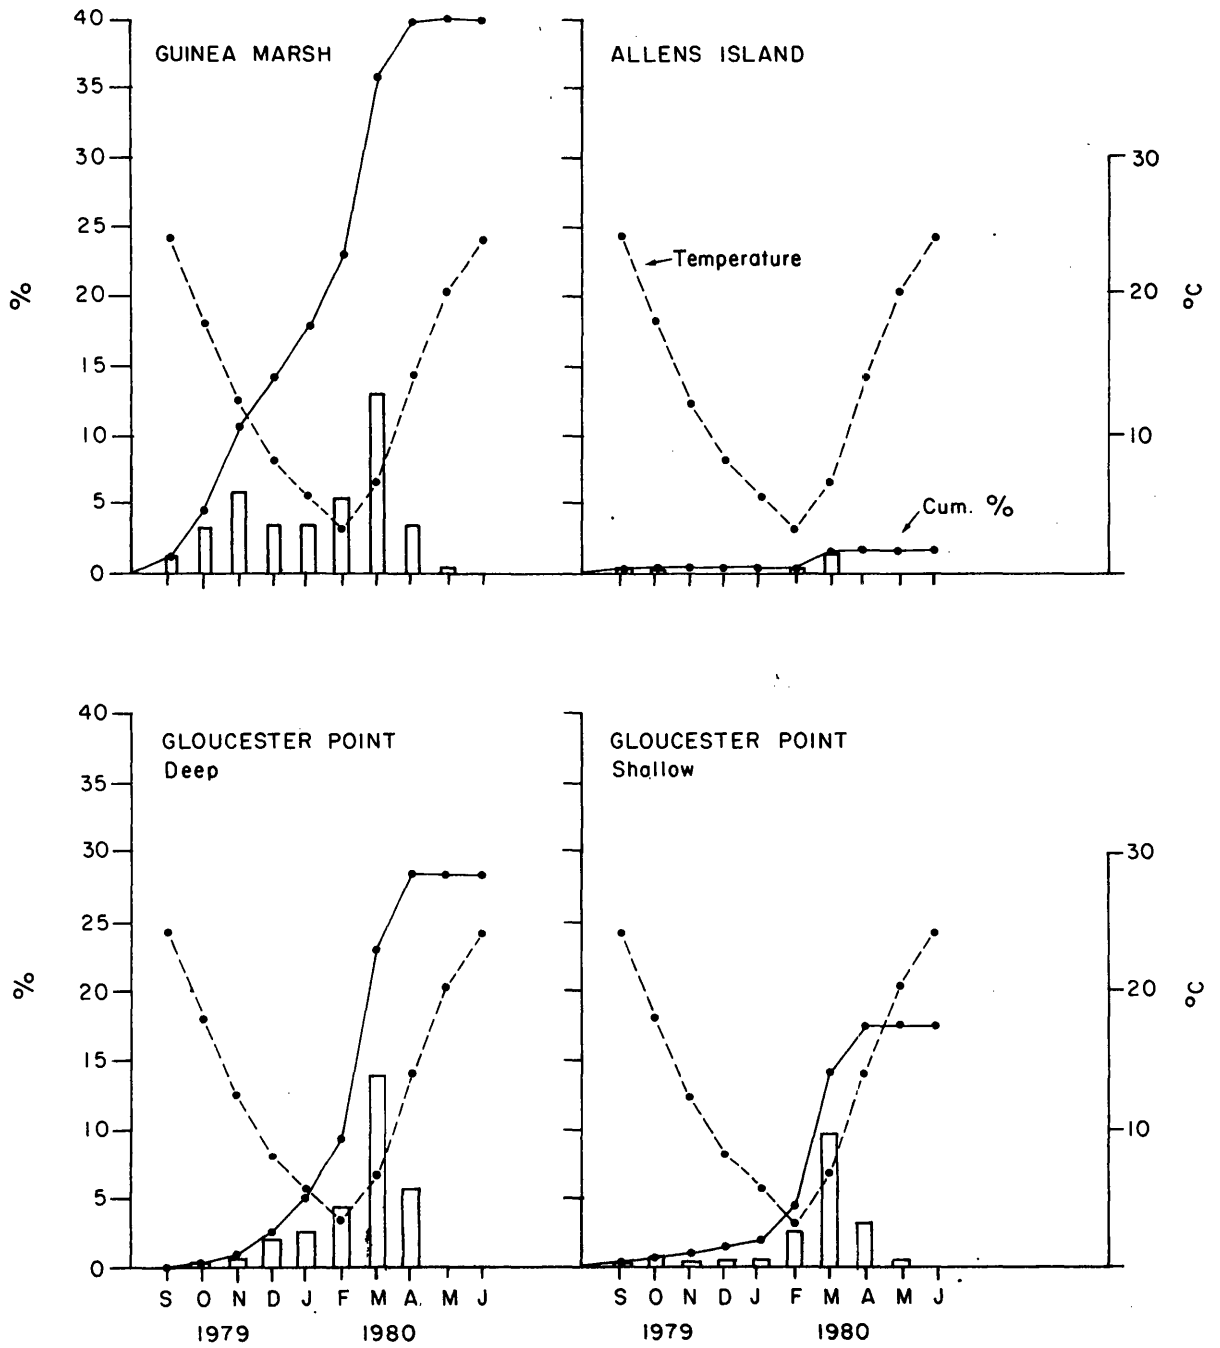 GUINEA MARSH
40
35
30
25
20
15
10
5
0
%
ALLENS ISLAND
Temperature
Cum. %
30
20
10
°C
GLOUCESTER POINT
Deep
40
35
30
25
20
15
10
5
0
%
S O N D J F M A M J
1979 1980
GLOUCESTER POINT
Shallow
30
20
10
°C
S O N D J F M A M J
1979 1980